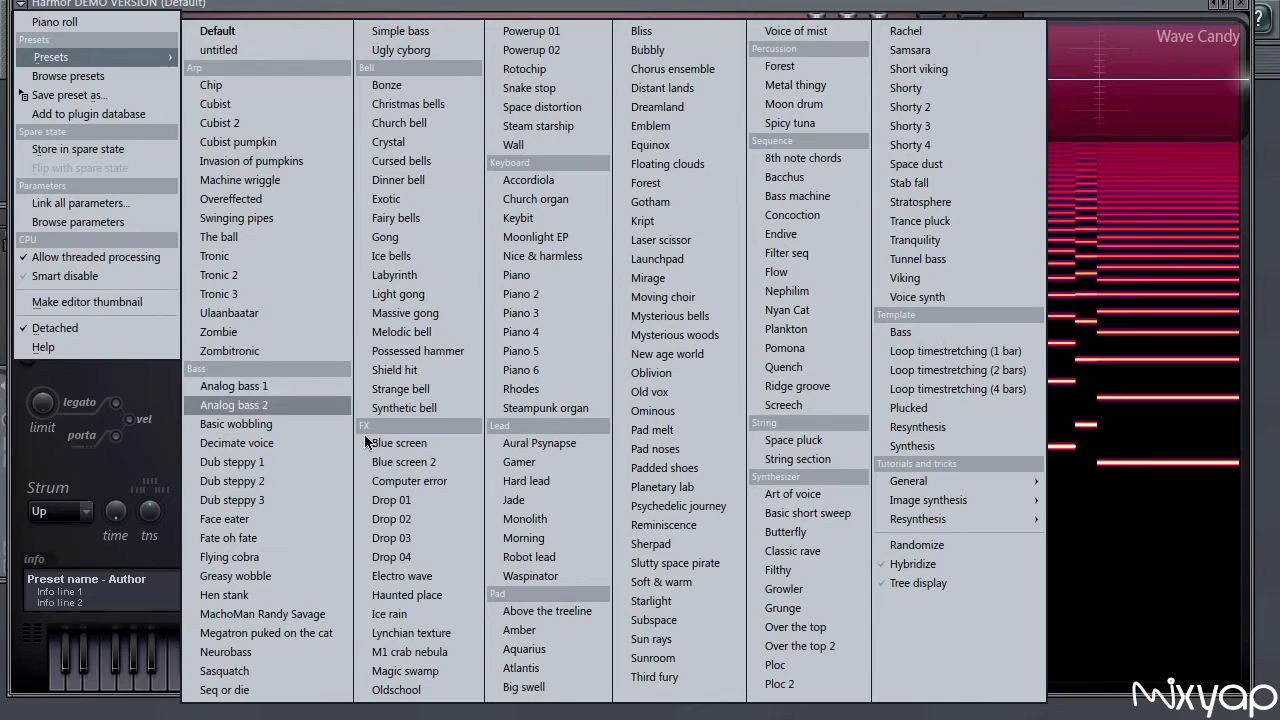 Harmor DEMO VERSION (Default)
Piano roll
Presets
Presets
Browse presets
Save preset as...
Add to plugin database
Spare state
Store in spare state
Flip with spare state
Parameters
Link all parameters...
Browse parameters
CPU
Allow threaded processing
Smart disable
Make editor thumbnail
Detached
Help
legato
limit
porta
vel
Strum
Up
time
tns
info
Preset name - Author
Info line 1
Info line 2
Default
untitled
Arp
Chip
Cubist
Cubist 2
Cubist pumpkin
Invasion of pumpkins
Machine wriggle
Overeffected
Swinging pipes
The ball
Tronic
Tronic 2
Tronic 3
Ulaanbaatar
Zombie
Zombitronic
Bass
Analog bass 1
Analog bass 2
Basic wobbling
Decimate voice
Dub steppy 1
Dub steppy 2
Dub steppy 3
Face eater
Fate oh fate
Flying cobra
Greasy wobble
Hen stank
MachoMan Randy Savage
Megatron puked on the cat
Neurobass
Sasquatch
Seq or die
Simple bass
Ugly cyborg
Bell
Bonze
Christmas bells
Church bell
Crystal
Cursed bells
Dinner bell
Exotic
Fairy bells
Gong
Ice bells
Labyrinth
Light gong
Massive gong
Melodic bell
Possessed hammer
Shield hit
Strange bell
Synthetic bell
FX
Blue screen
Blue screen 2
Computer error
Drop 01
Drop 02
Drop 03
Drop 04
Electro wave
Haunted place
Ice rain
Lynchian texture
M1 crab nebula
Magic swamp
Oldschool
Powerup 01
Powerup 02
Rotochip
Snake stop
Space distortion
Steam starship
Wall
Keyboard
Accordiola
Church organ
Keybit
Moonlight EP
Nice & harmless
Piano
Piano 2
Piano 3
Piano 4
Piano 5
Piano 6
Rhodes
Steampunk organ
Lead
Aural Psynapse
Gamer
Hard lead
Jade
Monolith
Morning
Robot lead
Waspinator
Pad
Above the treeline
Amber
Aquarius
Atlantis
Big swell
Bliss
Bubbly
Chorus ensemble
Distant lands
Dreamland
Emblem
Equinox
Floating clouds
Forest
Gotham
Kript
Laser scissor
Launchpad
Mirage
Moving choir
Mysterious bells
Mysterious woods
New age world
Oblivion
Old vox
Ominous
Pad melt
Pad noses
Padded shoes
Planetary lab
Psychedelic journey
Reminiscence
Sherpad
Slutty space pirate
Soft & warm
Starlight
Subspace
Sun rays
Sunroom
Third fury
Voice of mist
Percussion
Forest
Metal thingy
Moon drum
Spicy tuna
Sequence
8th note chords
Bacchus
Bass machine
Concoction
Endive
Filter seq
Flow
Nephilim
Nyan Cat
Plankton
Pomona
Quench
Ridge groove
Screech
String
Space pluck
String section
Synthesizer
Art of voice
Basic short sweep
Butterfly
Classic rave
Filthy
Growler
Grunge
Over the top
Over the top 2
Ploc
Ploc 2
Rachel
Samsara
Short viking
Shorty
Shorty 2
Shorty 3
Shorty 4
Space dust
Stab fall
Stratosphere
Trance pluck
Tranquility
Tunnel bass
Viking
Voice synth
Template
Bass
Loop timestretching (1 bar)
Loop timestretching (2 bars)
Loop timestretching (4 bars)
Plucked
Resynthesis
Synthesis
Tutorials and tricks
General
Image synthesis
Resynthesis
Randomize
Hybridize
Tree display
Wave Candy
mixyap